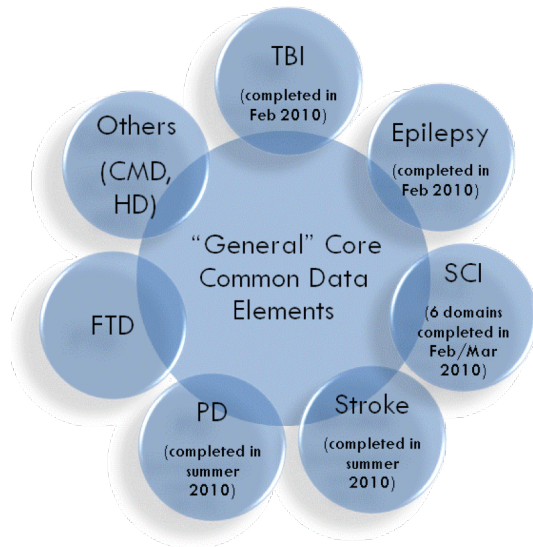 TBI
(completed in
Feb 2010)
Epilepsy
(completed in
Feb 2010)
SCI
(6 domains
completed in
Feb/Mar
2010)
Stroke
(completed in
summer
2010)
PD
(completed in
summer
2010)
FTD
Others
(CMD,
HD)
“General” Core
Common Data
Elements